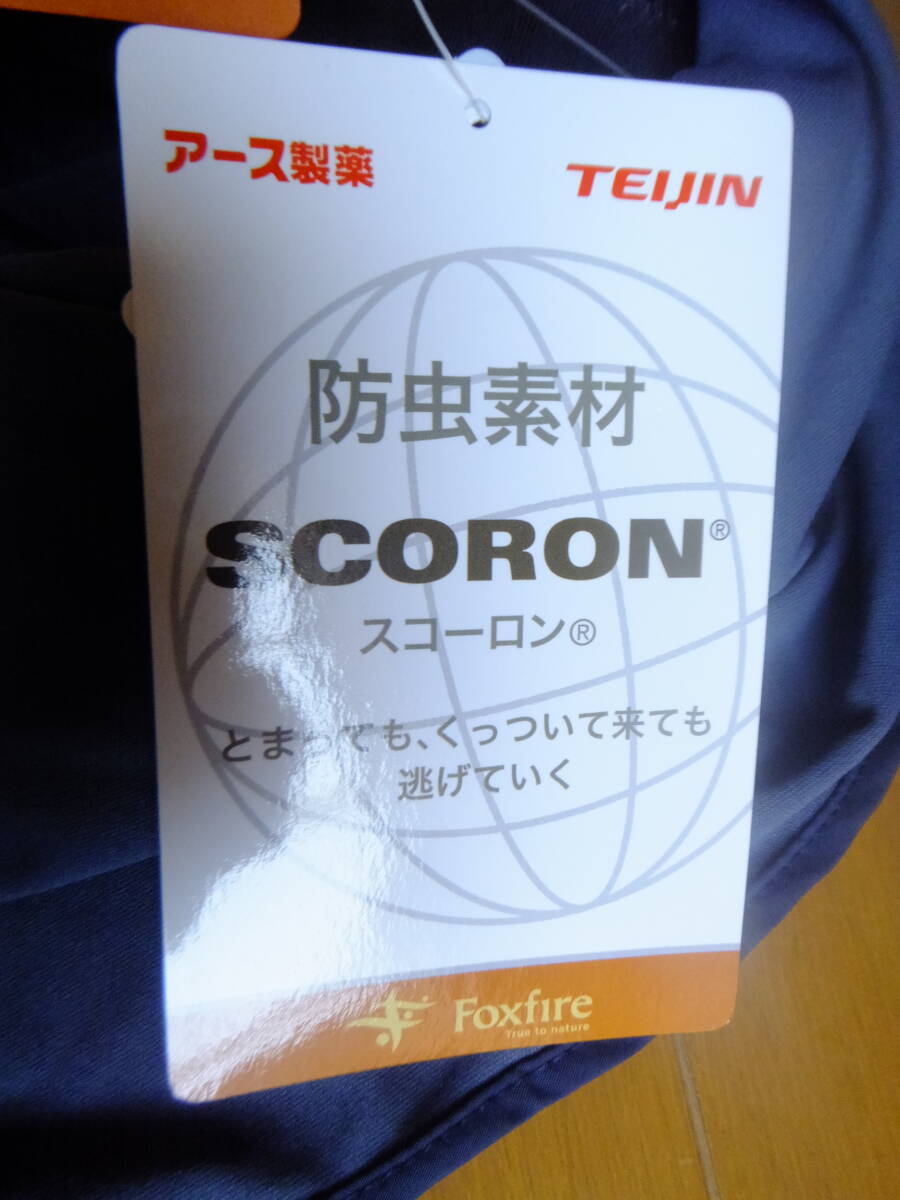 アース製薬
TEIJIN
防虫素材
SCORON®
スコーロン®
とまっても、くっついて来ても
逃げていく
Foxfire
True to nature